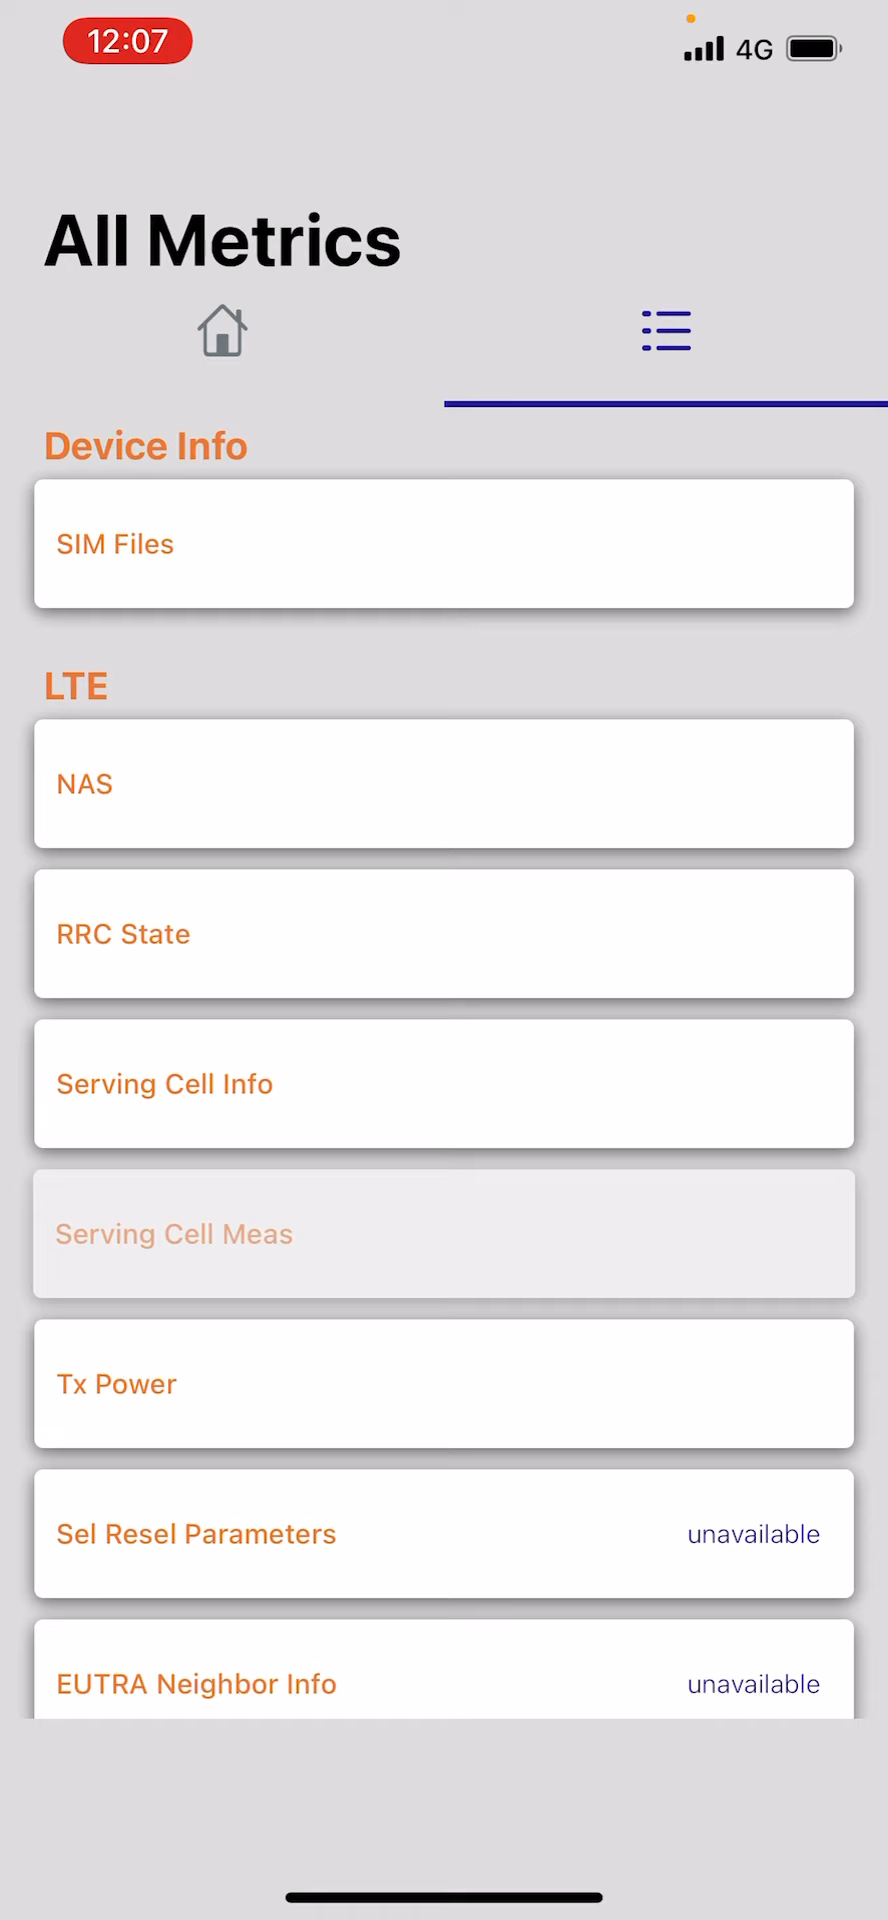 12:07
4G
All Metrics
Device Info
SIM Files
LTE
NAS
RRC State
Serving Cell Info
Serving Cell Meas
Tx Power
Sel Resel Parameters unavailable
EUTRA Neighbor Info unavailable